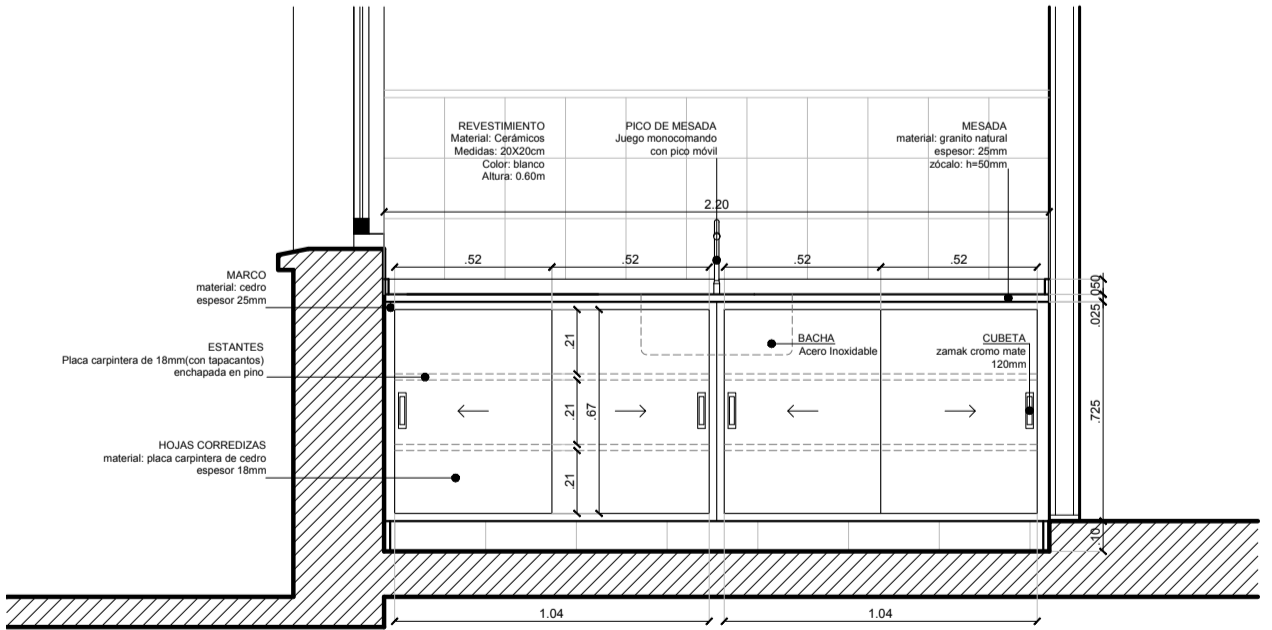 REVESTIMIENTO
Material: Cerámicos
Medidas: 20X20cm
Color: blanco
Altura: 0.60m
PICO DE MESADA
Juego monocomando
con pico móvil
MESADA
material: granito natural
espesor: 25mm
zócalo: h=50mm
2.20
.52
.52
.52
.52
MARCO
material: cedro
espesor 25mm
ESTANTES
Placa carpintera de 18mm(con tapacantos)
enchapada en pino
HOJAS CORREDIZAS
material: placa carpintera de cedro
espesor 18mm
.21
.21
.21
.67
BACHA
Acero Inoxidable
CUBETA
zamak cromo mate
120mm
.050
.025
.725
.10
1.04
1.04